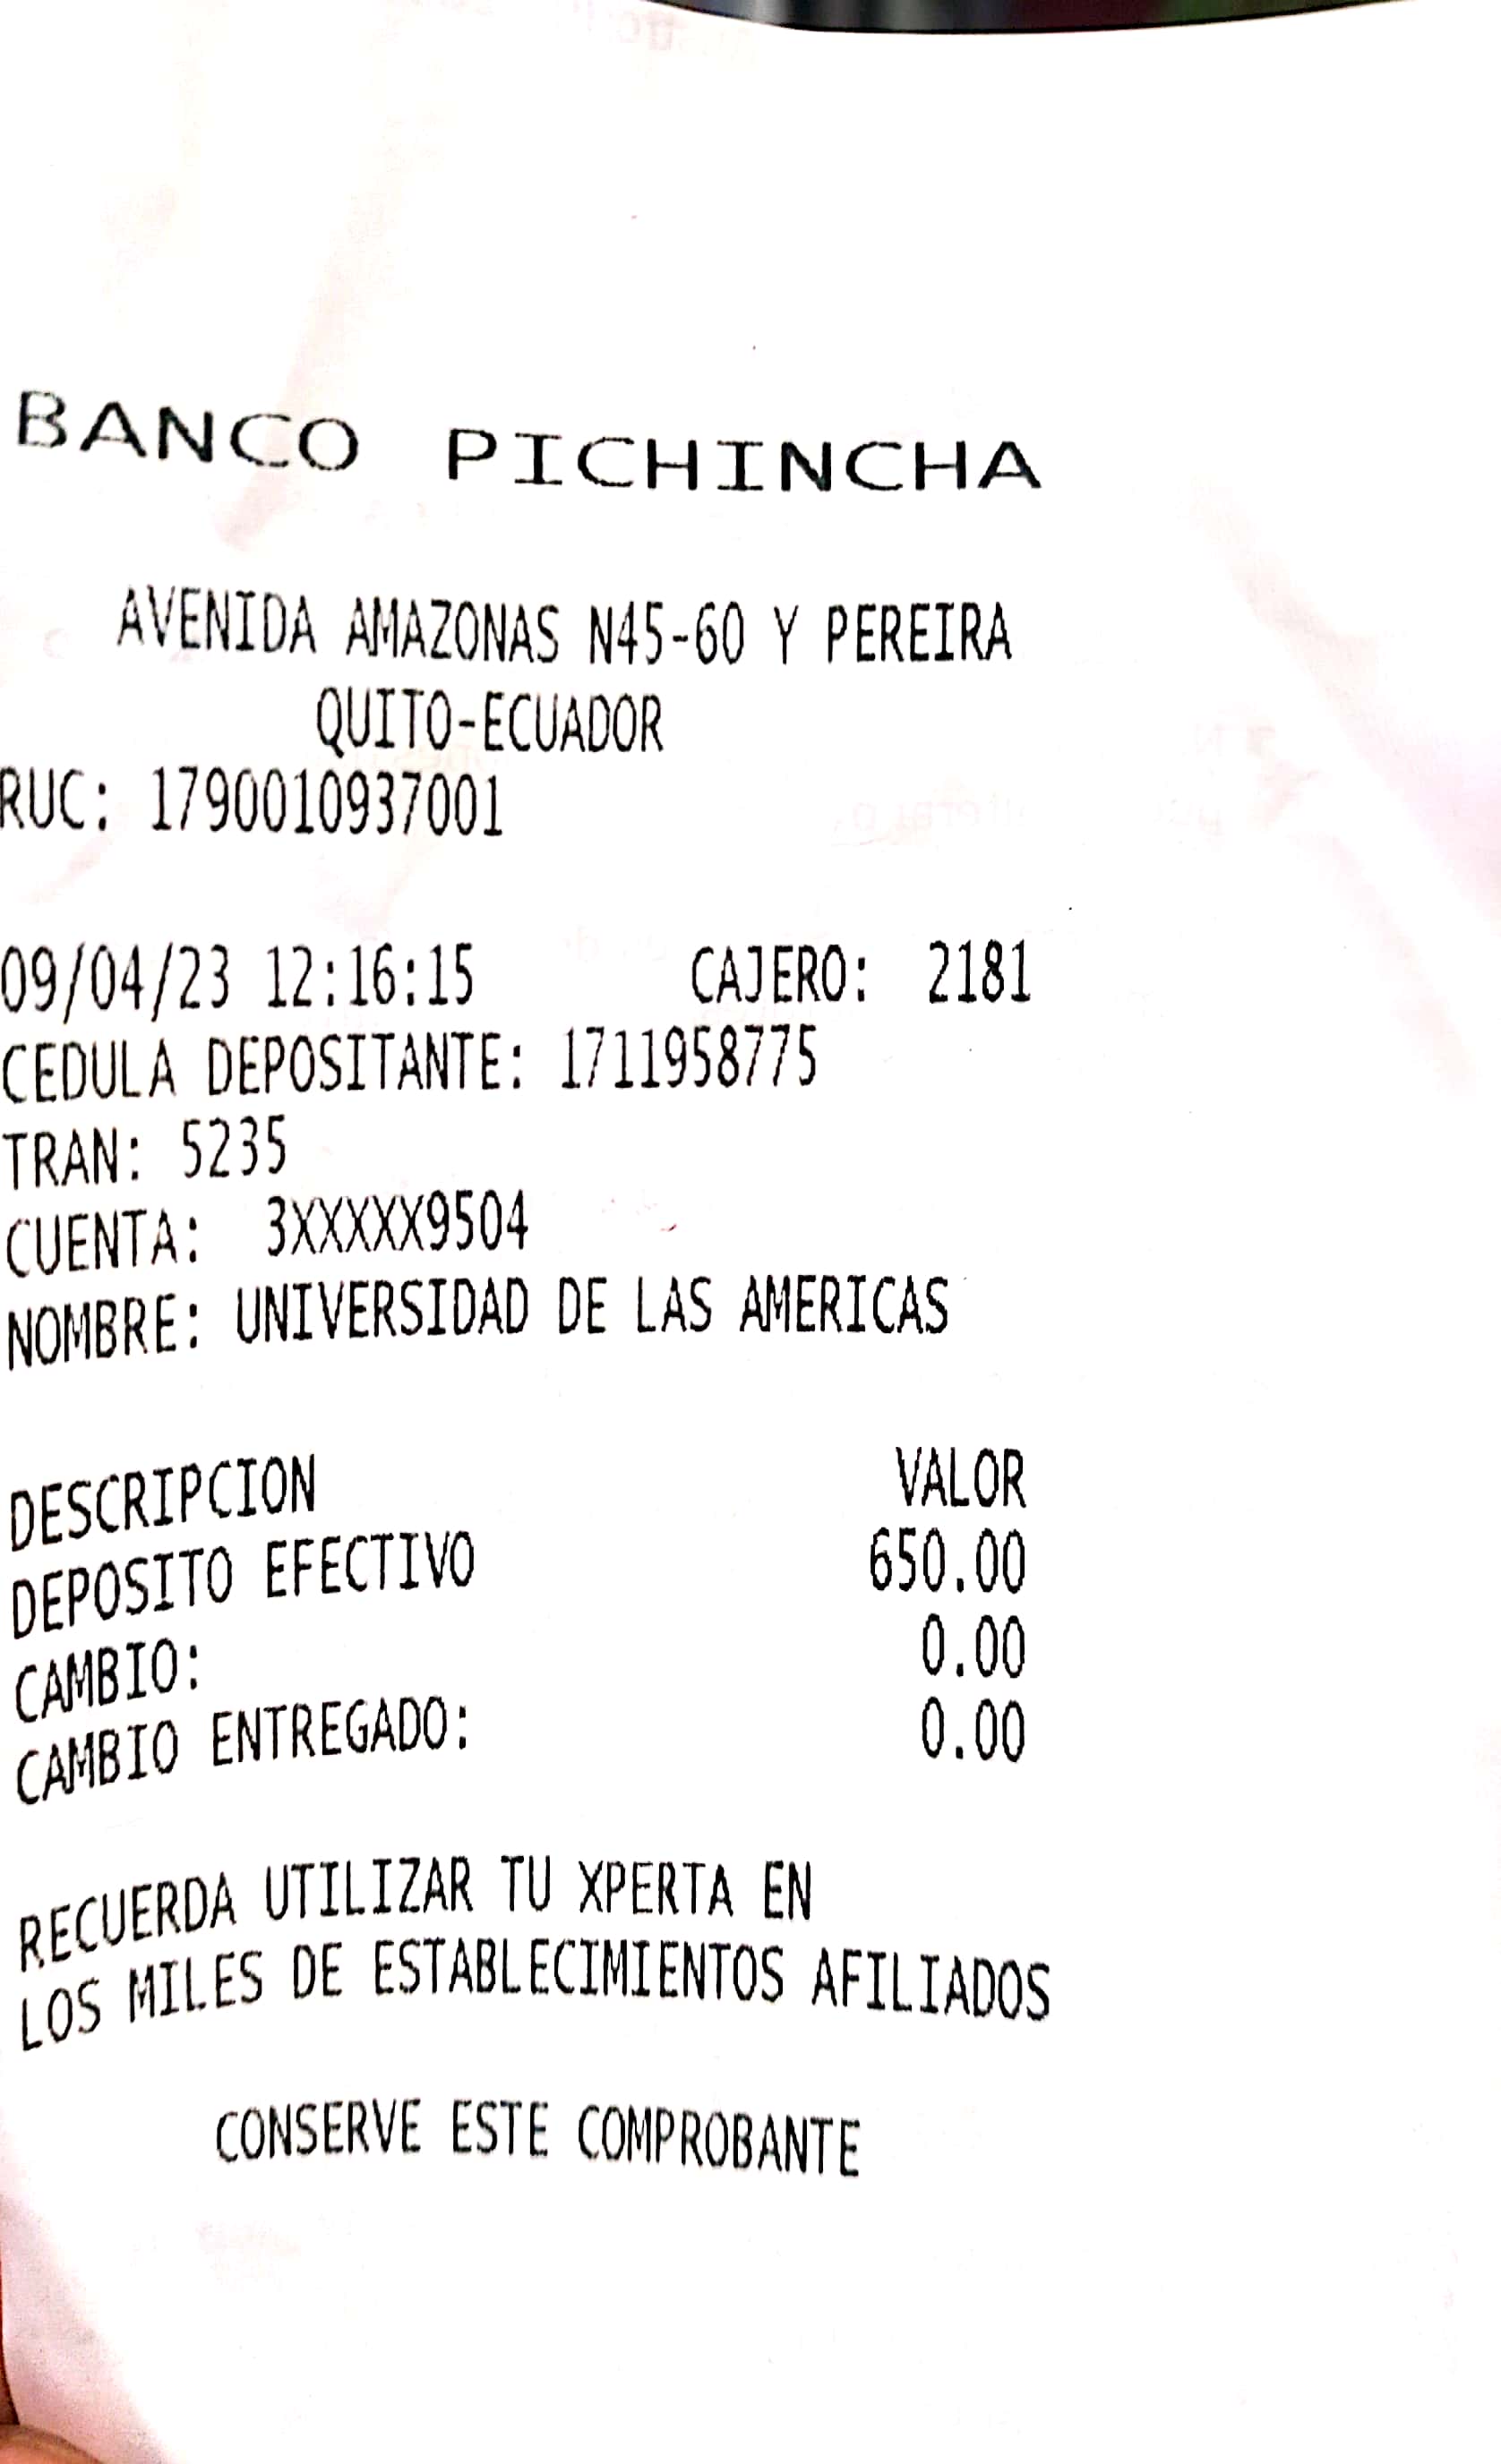 BANCO PICHINCHA
AVENIDA AMAZONAS N45-60 Y PEREIRA
QUITO-ECUADOR
RUC: 1790010937001
09/04/23 12:16:15 CAJERO: 2181
CEDULA DEPOSITANTE: 1711958775
TRAN: 5235
CUENTA: 3XXXXX9504
NOMBRE: UNIVERSIDAD DE LAS AMERICAS
DESCRIPCION VALOR
DEPOSITO EFECTIVO 650.00
CAMBIO: 0.00
CAMBIO ENTREGADO: 0.00
RECUERDA UTILIZAR TU XPERTA EN
LOS MILES DE ESTABLECIMIENTOS AFILIADOS
CONSERVE ESTE COMPROBANTE